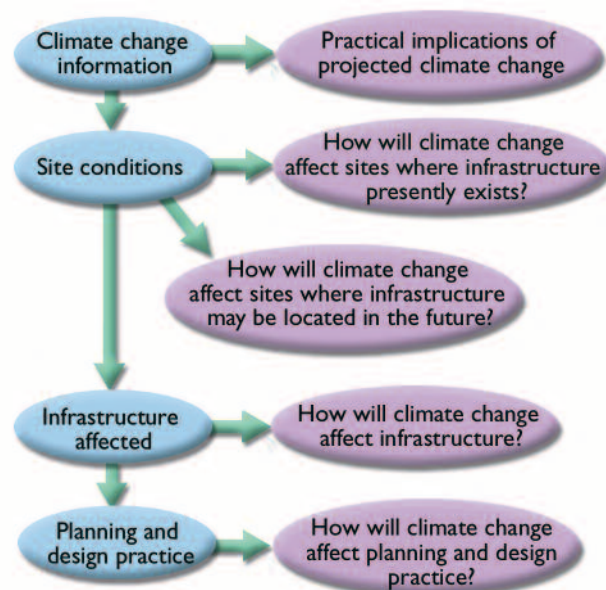 Climate change
information
Practical implications of
projected climate change
Site conditions
How will climate change
affect sites where infrastructure
presently exists?
How will climate change
affect sites where infrastructure
may be located in the future?
Infrastructure
affected
How will climate change
affect infrastructure?
Planning and
design practice
How will climate change
affect planning and design
practice?